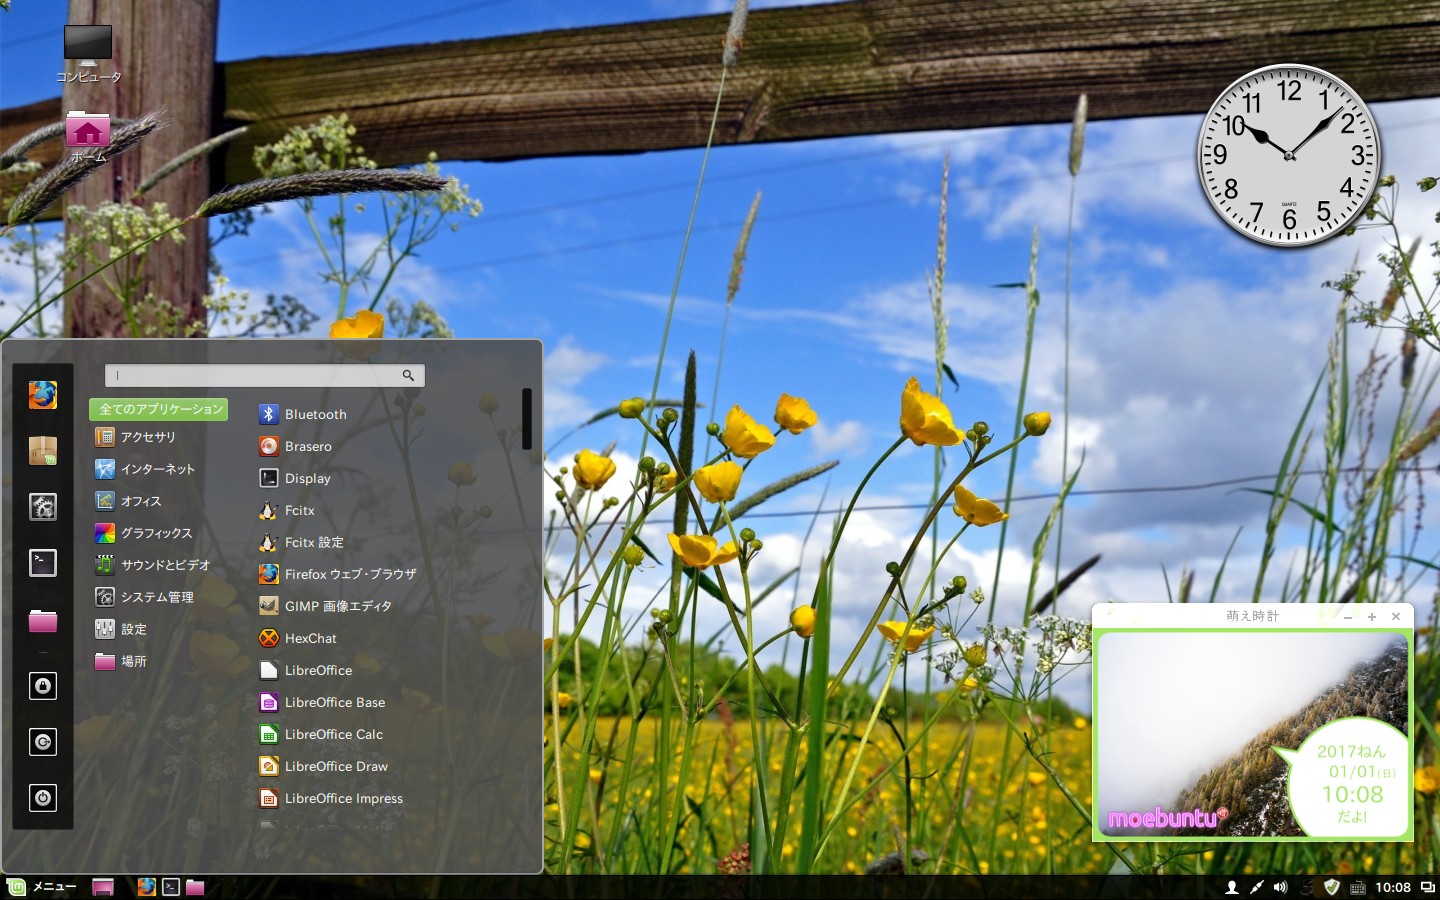 コンピュータ
ホーム
12
1
2
3
4
5
6
7
8
9
10
11
QUARTZ
全てのアプリケーション
アクセサリ
インターネット
オフィス
グラフィックス
サウンドとビデオ
システム管理
設定
場所
Bluetooth
Brasero
Display
Fcitx
Fcitx 設定
Firefox ウェブ・ブラウザ
GIMP 画像エディタ
HexChat
LibreOffice
LibreOffice Base
LibreOffice Calc
LibreOffice Draw
LibreOffice Impress
萌え時計
2017ねん
01/01(日)
10:08
だよ!
moebuntu
メニュー
10:08